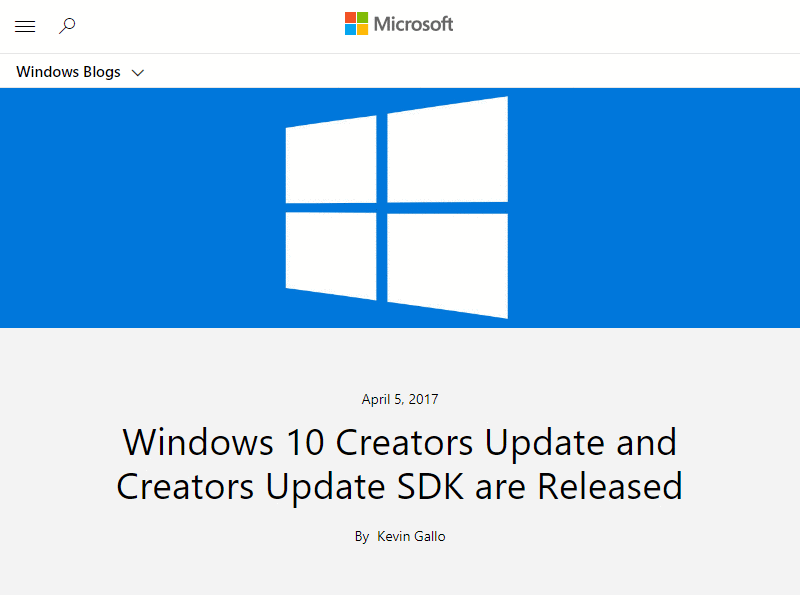 Microsoft
Windows Blogs
April 5, 2017
Windows 10 Creators Update and
Creators Update SDK are Released
By Kevin Gallo